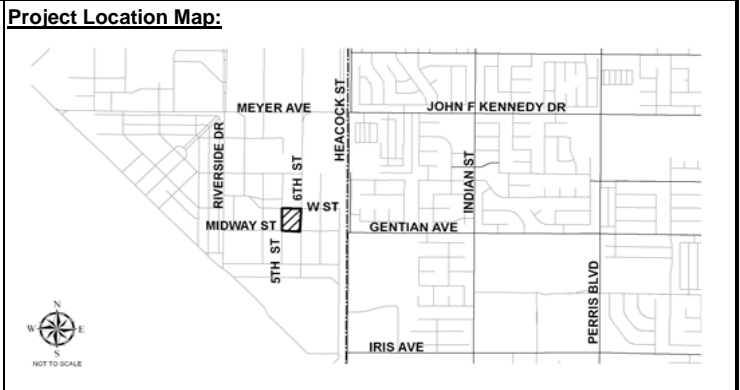 Project Location Map:
MEYER AVE
JOHN F KENNEDY DR
HEACOCK ST
RIVERSIDE DR
6TH ST
INDIAN ST
W ST
MIDWAY ST
GENTIAN AVE
5TH ST
PERRIS BLVD
IRIS AVE
N
W E
S
NOT TO SCALE